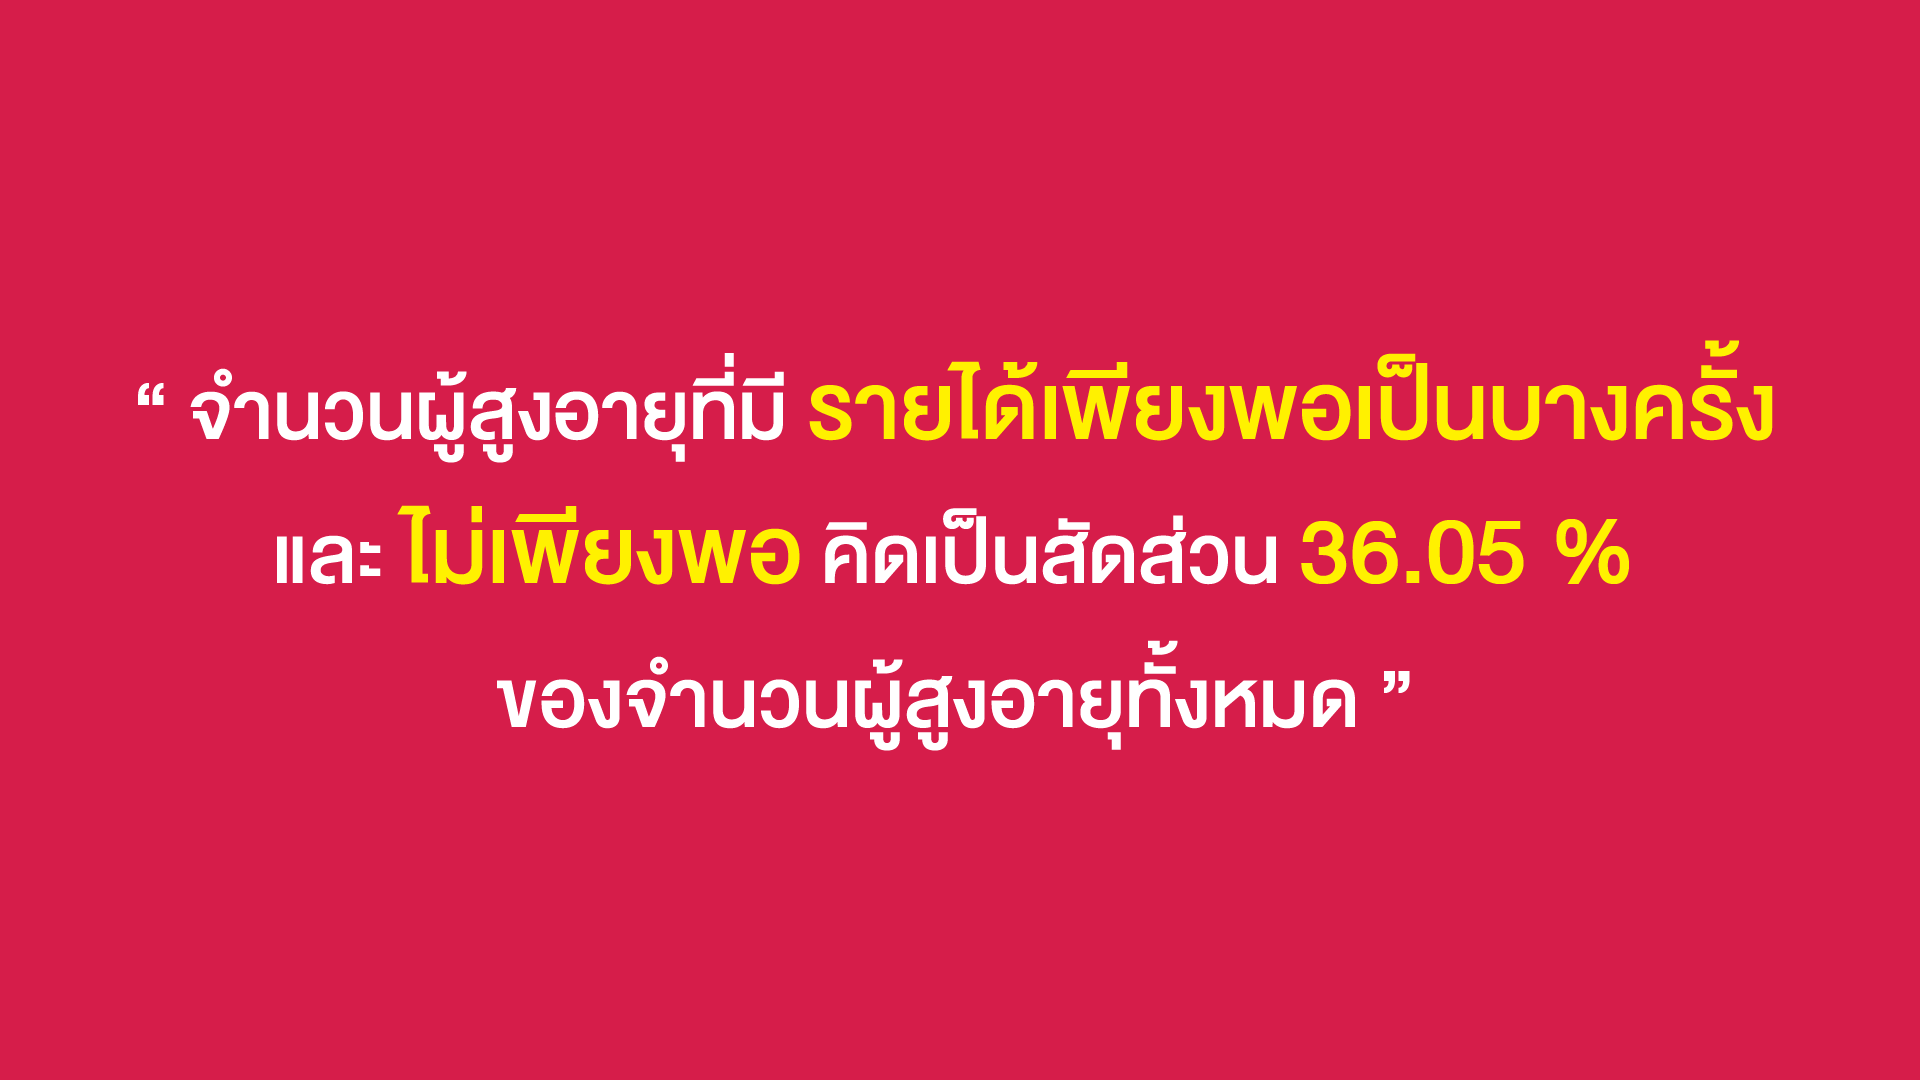 “ จำนวนผู้สูงอายุที่มี รายได้เพียงพอเป็นบางครั้ง
และ ไม่เพียงพอ คิดเป็นสัดส่วน 36.05 %
ของจำนวนผู้สูงอายุทั้งหมด ”